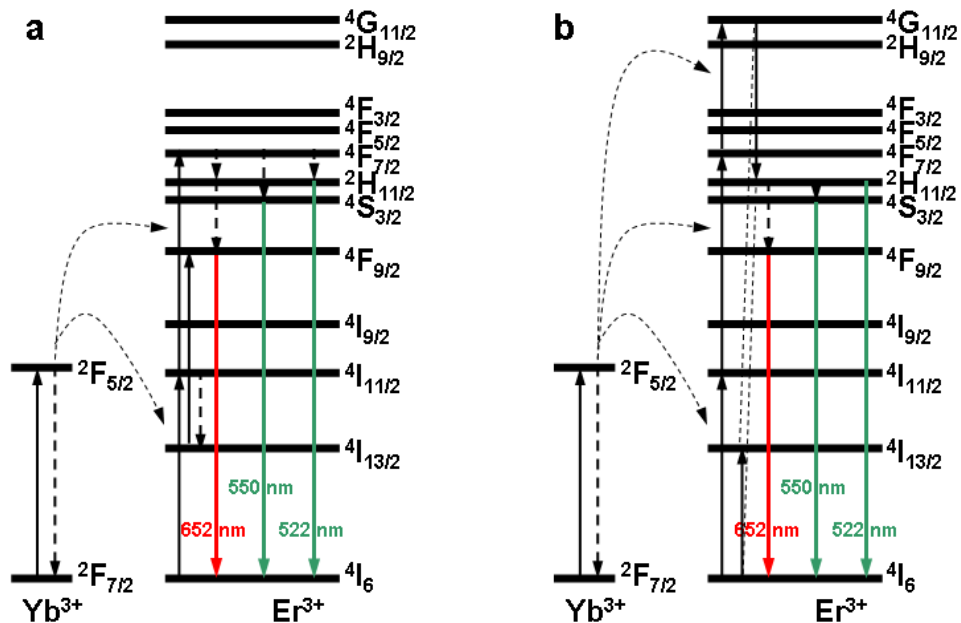 a
⁴G₁₁/₂
²H₉/₂
⁴F₃/₂
⁴F₅/₂
⁴F₇/₂
²H₁₁/₂
⁴S₃/₂
⁴F₉/₂
⁴I₉/₂
²F₅/₂
⁴I₁₁/₂
⁴I₁₃/₂
550 nm
652 nm
522 nm
²F₇/₂
⁴I₆
Yb³⁺
Er³⁺
b
⁴G₁₁/₂
²H₉/₂
⁴F₃/₂
⁴F₅/₂
⁴F₇/₂
²H₁₁/₂
⁴S₃/₂
⁴F₉/₂
⁴I₉/₂
²F₅/₂
⁴I₁₁/₂
⁴I₁₃/₂
550 nm
652 nm
522 nm
²F₇/₂
⁴I₆
Yb³⁺
Er³⁺